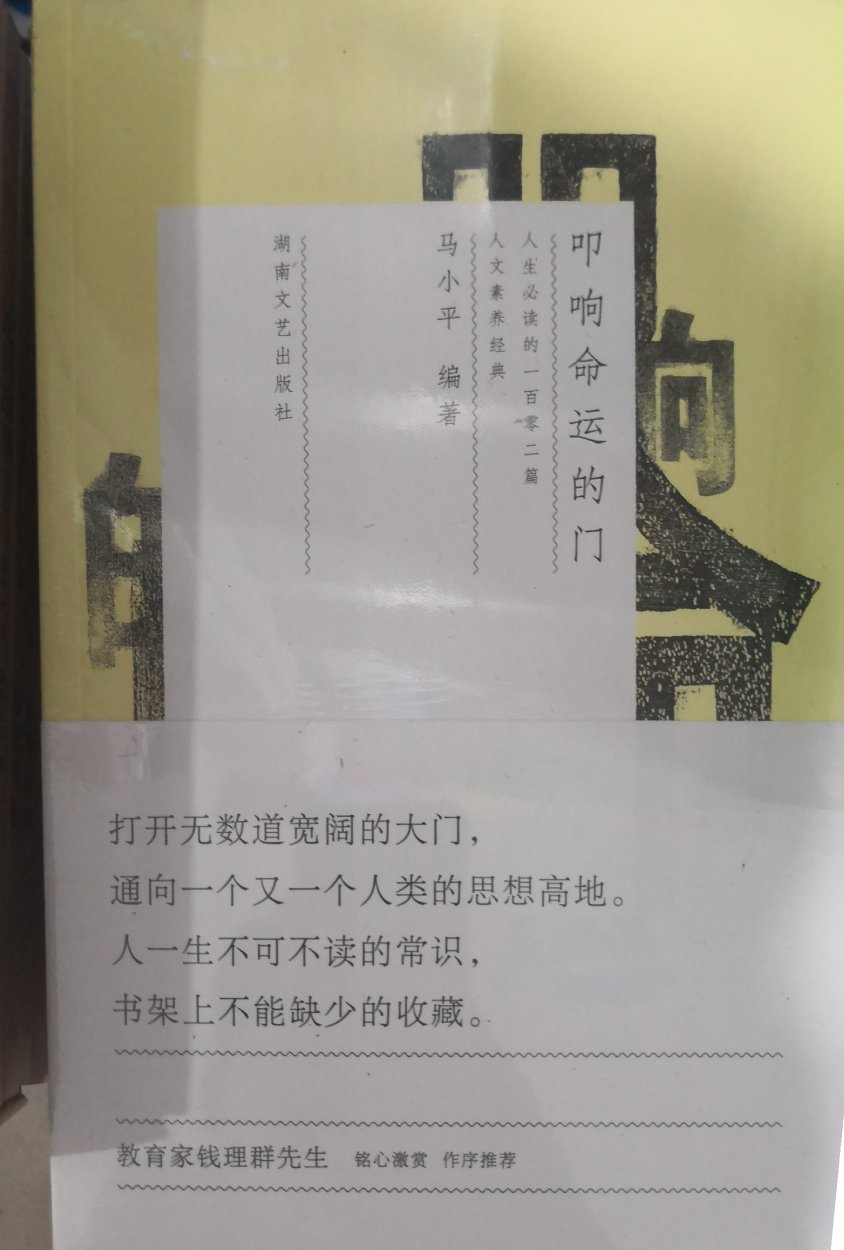 叩响命运的门
人生必读的一百零二篇
人文素养经典
马小平 编著
湖南文艺出版社
叩
响
命
的
打开无数道宽阔的大门，
通向一个又一个人类的思想高地。
人一生不可不读的常识，
书架上不能缺少的收藏。
教育家钱理群先生 铭心激赏 作序推荐